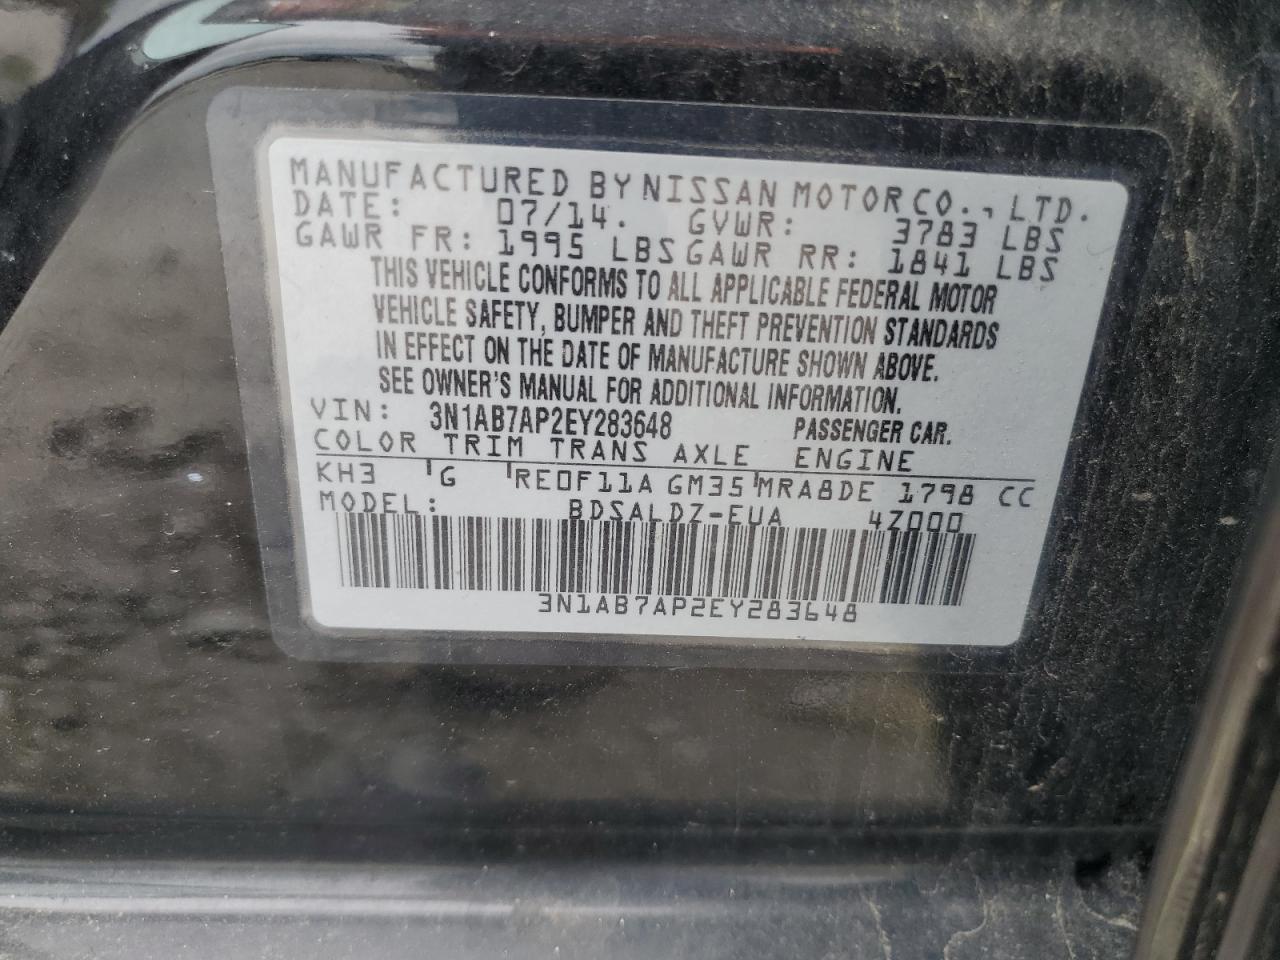 MANUFACTURED BY NISSAN MOTOR CO., LTD.
DATE: 07/14. GVWR: 3783 LBS
GAWR FR: 1995 LBS GAWR RR: 1841 LBS
THIS VEHICLE CONFORMS TO ALL APPLICABLE FEDERAL MOTOR
VEHICLE SAFETY, BUMPER AND THEFT PREVENTION STANDARDS
IN EFFECT ON THE DATE OF MANUFACTURE SHOWN ABOVE.
SEE OWNER'S MANUAL FOR ADDITIONAL INFORMATION.
VIN: 3N1AB7AP2EY283648 PASSENGER CAR.
COLOR TRIM TRANS AXLE ENGINE
KH3 G RE0F11A GM35 MRA8DE 1798 CC
MODEL: BDSALDZ-EUA 4Z000
3N1AB7AP2EY283648